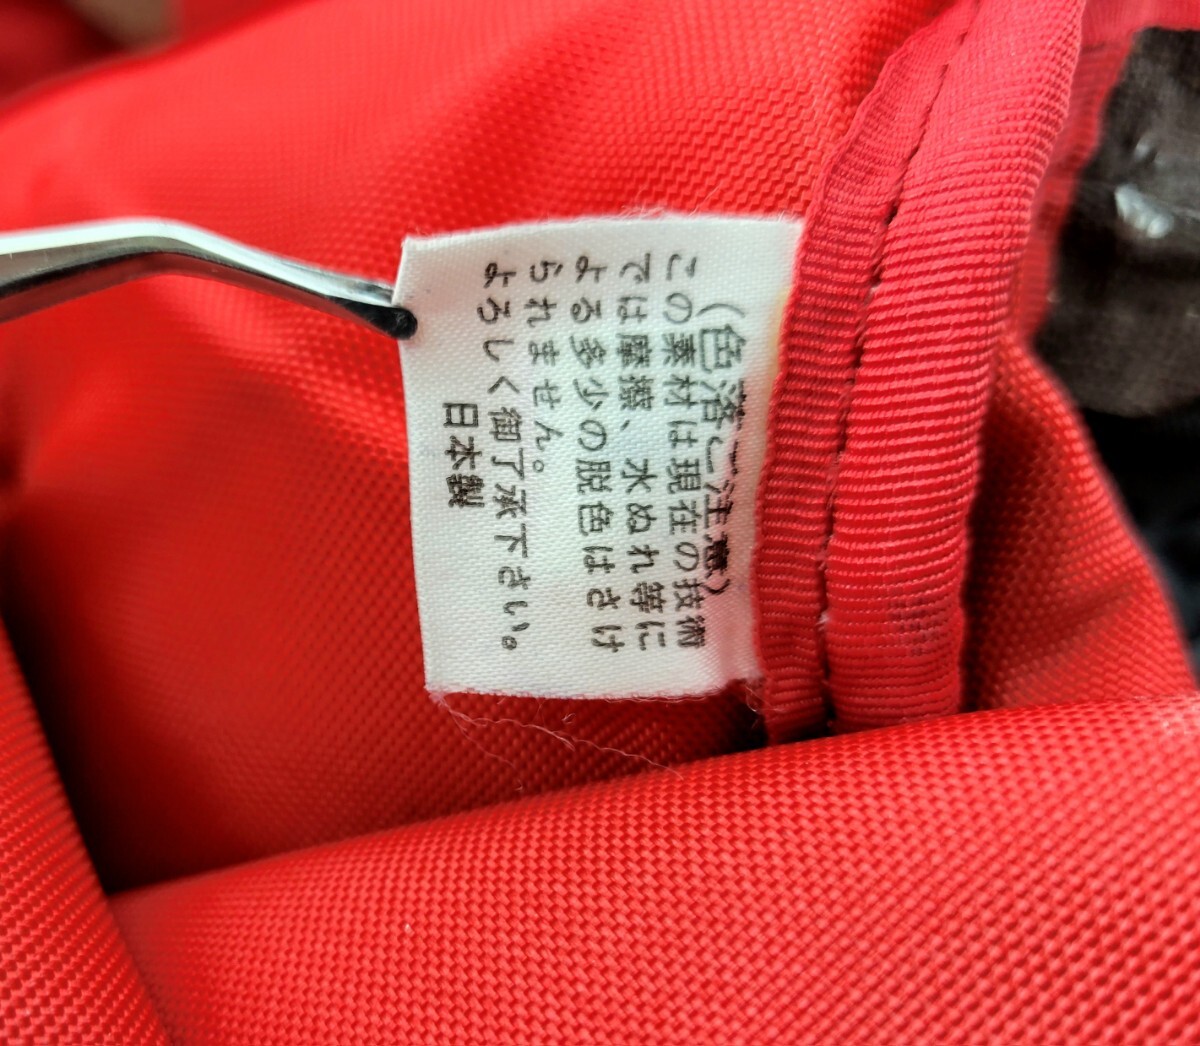 (色落ご注意)
この素材は現在の技術
では摩擦、水ぬれ等に
よる多少の脱色はさけ
られません。
よろしく御了承下さい。
日本製